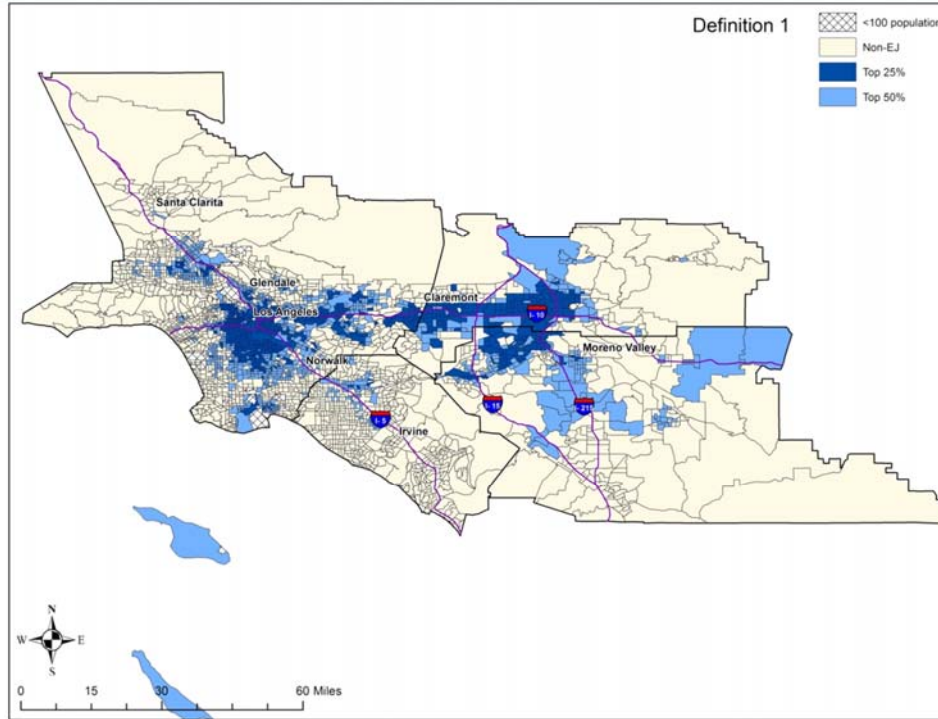 Definition 1
<100 population
Non-EJ
Top 25%
Top 50%
Santa Clarita
Glendale
Los Angeles
Claremont
I- 10
Moreno Valley
Norwalk
I- 15
I- 215
I- 5
Irvine
N
W E
S
0 15 30 60 Miles